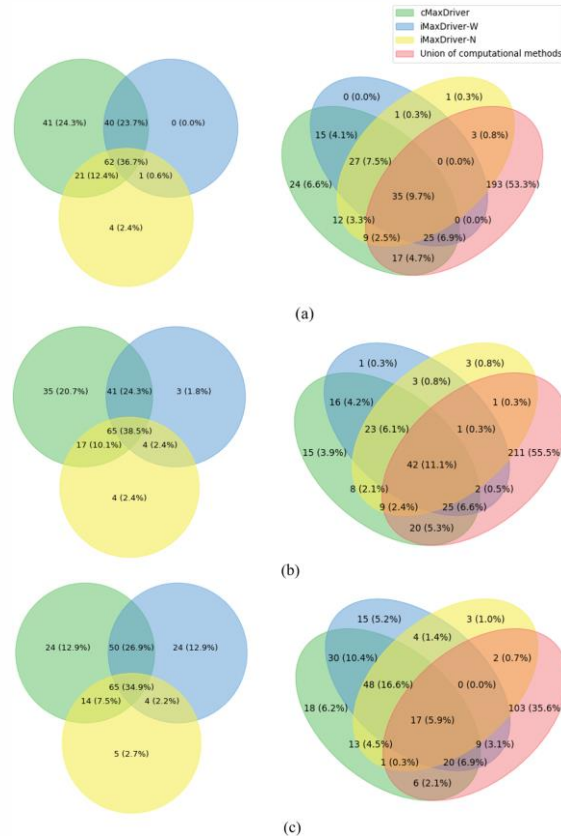 cMaxDriver
iMaxDriver-W
iMaxDriver-N
Union of computational methods
41 (24.3%) 40 (23.7%) 0 (0.0%)
62 (36.7%)
21 (12.4%) 1 (0.6%)
4 (2.4%)
0 (0.0%) 1 (0.3%)
1 (0.3%)
15 (4.1%) 3 (0.8%)
27 (7.5%) 0 (0.0%)
24 (6.6%) 193 (53.3%)
35 (9.7%)
12 (3.3%) 0 (0.0%)
9 (2.5%) 25 (6.9%)
17 (4.7%)
(a)
35 (20.7%) 41 (24.3%) 3 (1.8%)
65 (38.5%)
17 (10.1%) 4 (2.4%)
4 (2.4%)
1 (0.3%) 3 (0.8%)
3 (0.8%)
16 (4.2%) 1 (0.3%)
23 (6.1%) 1 (0.3%)
15 (3.9%) 211 (55.5%)
42 (11.1%)
8 (2.1%) 2 (0.5%)
9 (2.4%) 25 (6.6%)
20 (5.3%)
(b)
24 (12.9%) 50 (26.9%) 24 (12.9%)
65 (34.9%)
14 (7.5%) 4 (2.2%)
5 (2.7%)
15 (5.2%) 3 (1.0%)
4 (1.4%)
30 (10.4%) 2 (0.7%)
48 (16.6%) 0 (0.0%)
18 (6.2%) 103 (35.6%)
17 (5.9%)
13 (4.5%) 9 (3.1%)
1 (0.3%) 20 (6.9%)
6 (2.1%)
(c)